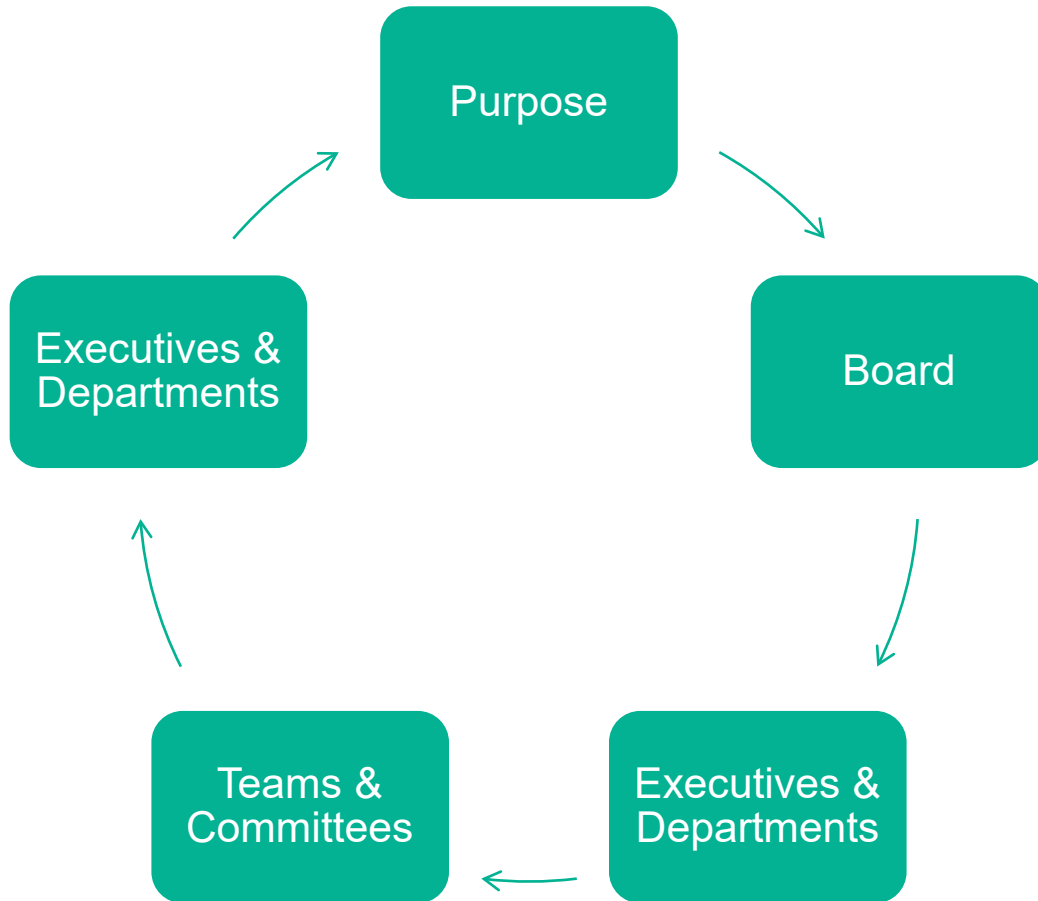 Purpose
Board
Executives &
Departments
Teams &
Committees
Executives &
Departments